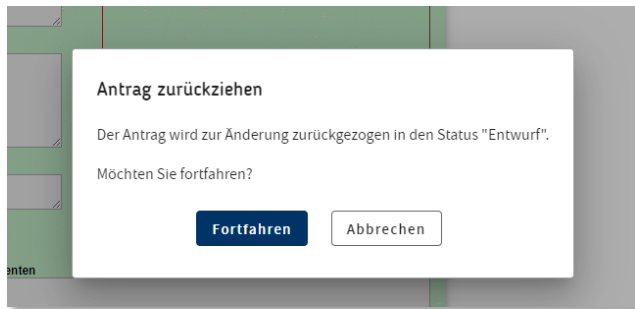 Antrag zurückziehen
Der Antrag wird zur Änderung zurückgezogen in den Status "Entwurf".
Möchten Sie fortfahren?
Fortfahren Abbrechen
enten